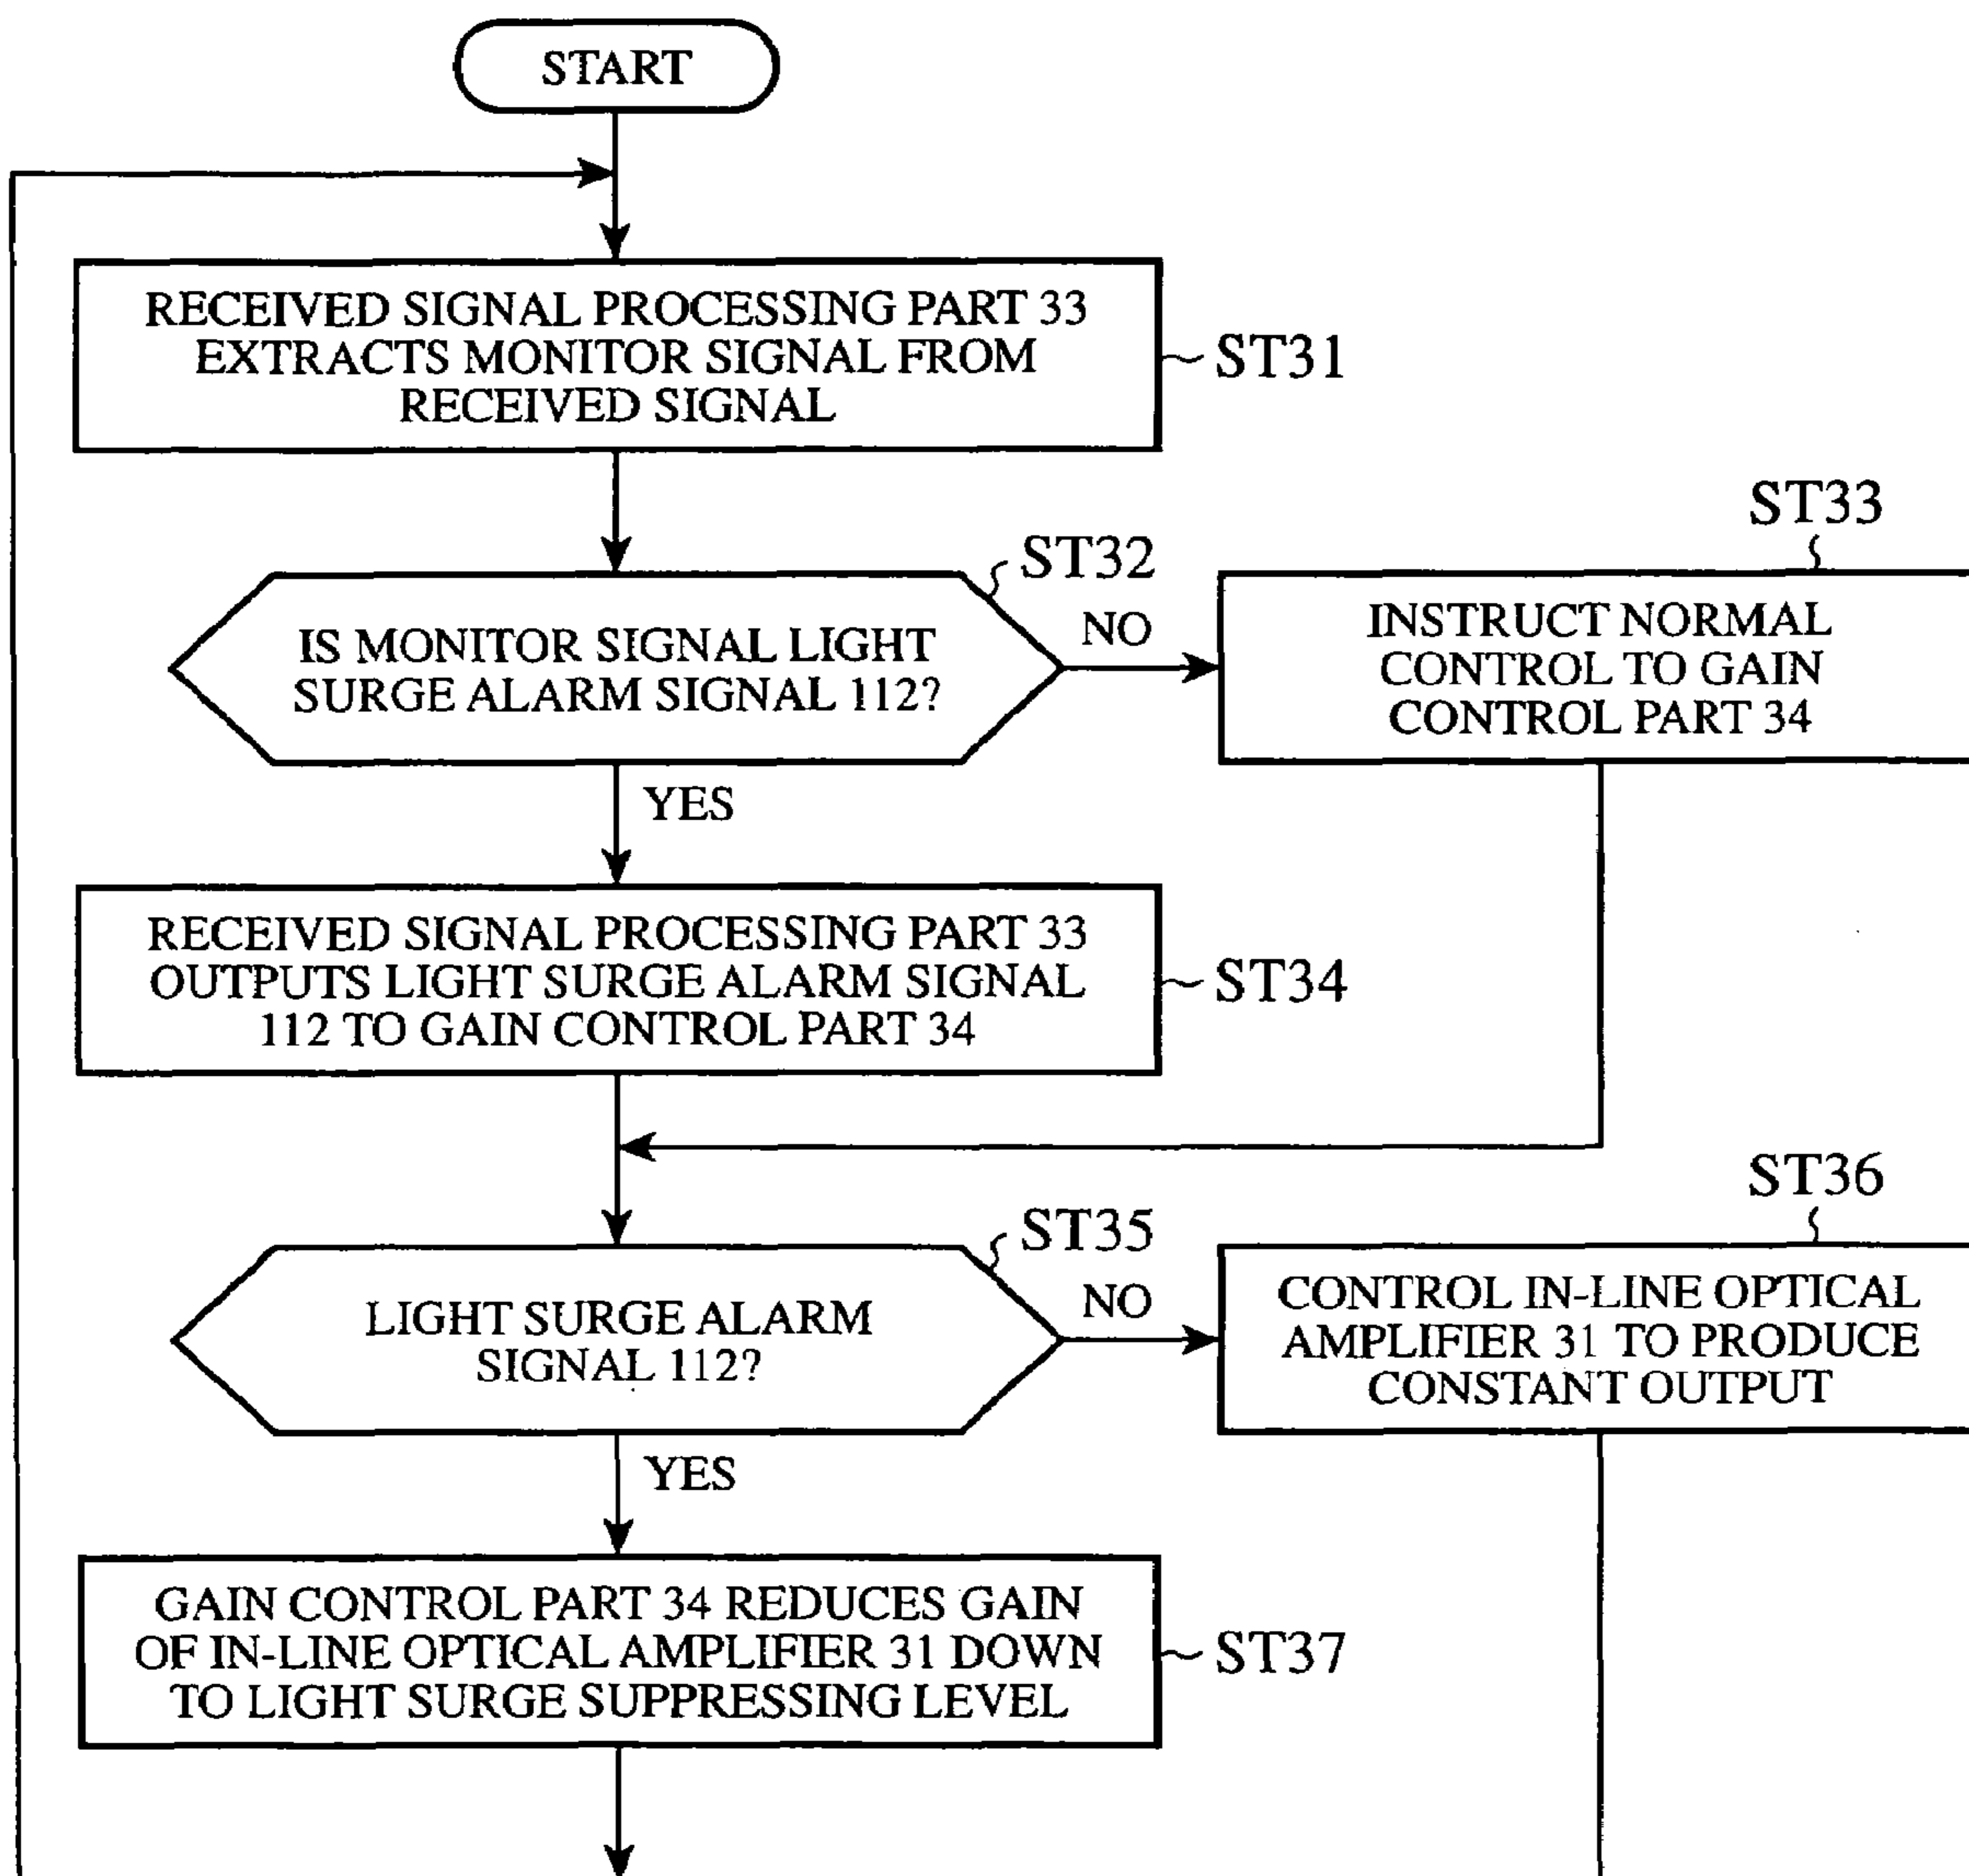 START
RECEIVED SIGNAL PROCESSING PART 33
EXTRACTS MONITOR SIGNAL FROM
RECEIVED SIGNAL
ST31
ST32
IS MONITOR SIGNAL LIGHT
SURGE ALARM SIGNAL 112?
NO
ST33
INSTRUCT NORMAL
CONTROL TO GAIN
CONTROL PART 34
YES
RECEIVED SIGNAL PROCESSING PART 33
OUTPUTS LIGHT SURGE ALARM SIGNAL
112 TO GAIN CONTROL PART 34
ST34
ST35
LIGHT SURGE ALARM
SIGNAL 112?
NO
ST36
CONTROL IN-LINE OPTICAL
AMPLIFIER 31 TO PRODUCE
CONSTANT OUTPUT
YES
GAIN CONTROL PART 34 REDUCES GAIN
OF IN-LINE OPTICAL AMPLIFIER 31 DOWN
TO LIGHT SURGE SUPPRESSING LEVEL
ST37